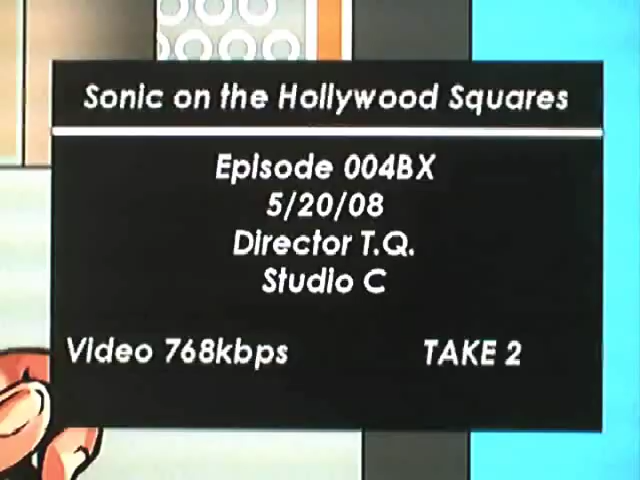 Sonic on the Hollywood Squares
Episode 004BX
5/20/08
Director T.Q.
Studio C
Video 768kbps
TAKE 2